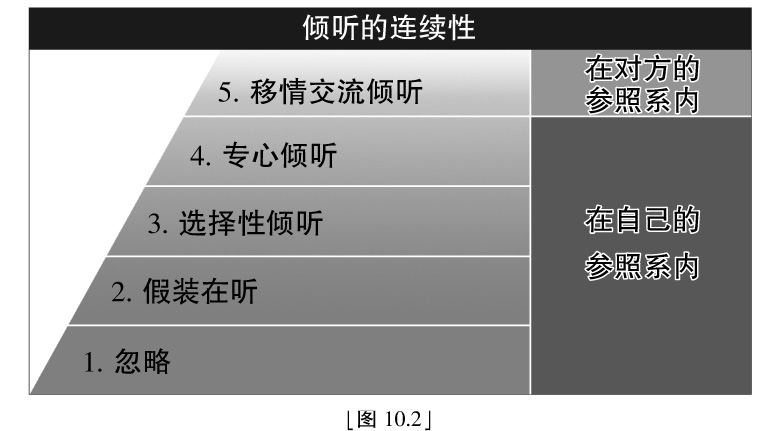 倾听的连续性
5. 移情交流倾听
在对方的
参照系内
4. 专心倾听
3. 选择性倾听
2. 假装在听
1. 忽略
在自己的
参照系内
⌊图 10.2⌋